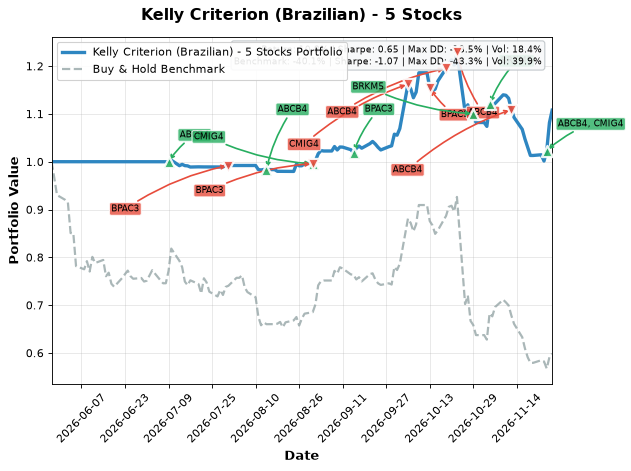 Kelly Criterion (Brazilian) - 5 Stocks
Kelly Criterion (Brazilian) - 5 Stocks Portfolio
Buy & Hold Benchmark
Sharpe: 0.65 | Max DD: | Vol: 18.4%
Benchmark: -40.1% | Sharpe: -1.07 | Max DD: -43.3% | Vol: 39.9%
BRKM5
ABCB4
BPAC3
ABCB4
CMIG4
ABCB4
CMIG4
ABCB4, CMIG4
ABCB4
BPAC3
BPAC3
Portfolio Value
1.2
1.1
1.0
0.9
0.8
0.7
0.6
2026-06-07
2026-06-23
2026-07-09
2026-07-25
2026-08-10
2026-08-26
2026-09-11
2026-09-27
2026-10-13
2026-10-29
2026-11-14
Date